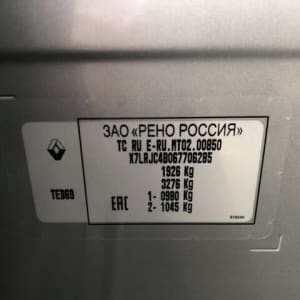 ЗАО «РЕНО РОССИЯ»
TC RU E-RU.MT02.00850
X7LRJC4B067706285
1926 Kg
3276 Kg
1- 0980 Kg
2- 1045 Kg
TEB69
EAC